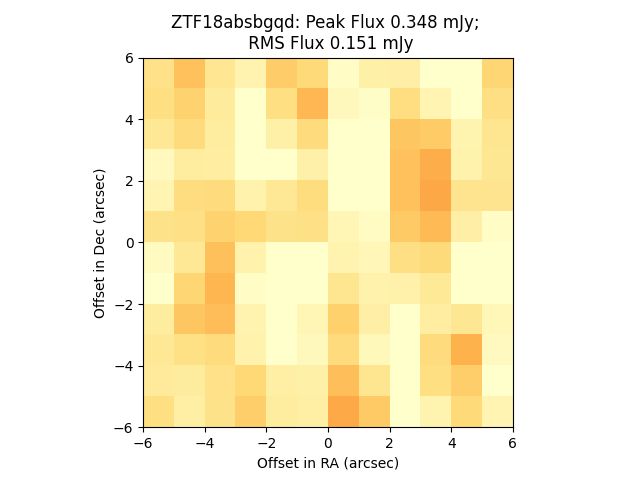 ZTF18absbgqd: Peak Flux 0.348 mJy;
RMS Flux 0.151 mJy
6
4
2
0
−2
−4
−6
Offset in Dec (arcsec)
−6 −4 −2 0 2 4 6
Offset in RA (arcsec)